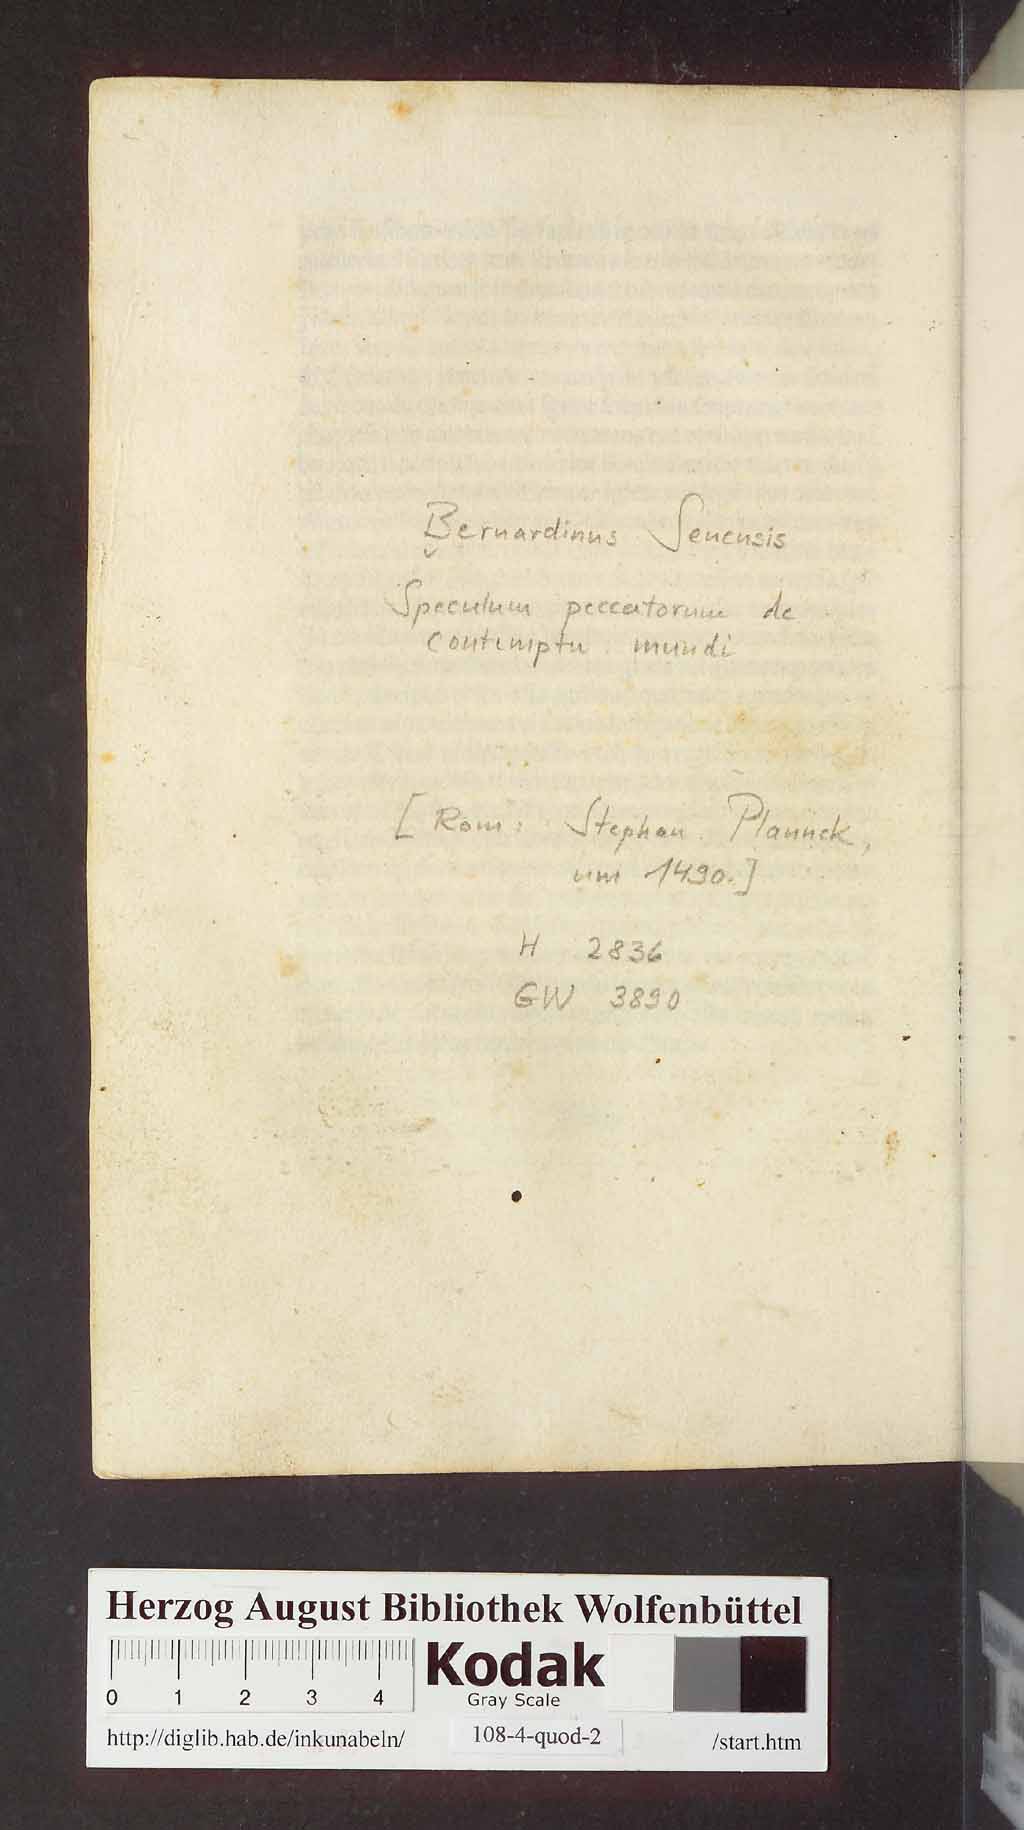 Bernardinus Senensis
Speculum peccatorum de
contemptu mundi
[Rom: Stephan Plannck,
um 1490.]
H 2836
GW 3890
Herzog August Bibliothek Wolfenbüttel
0 1 2 3 4
Kodak
Gray Scale
http://diglib.hab.de/inkunabeln/ 108-4-quod-2 /start.htm